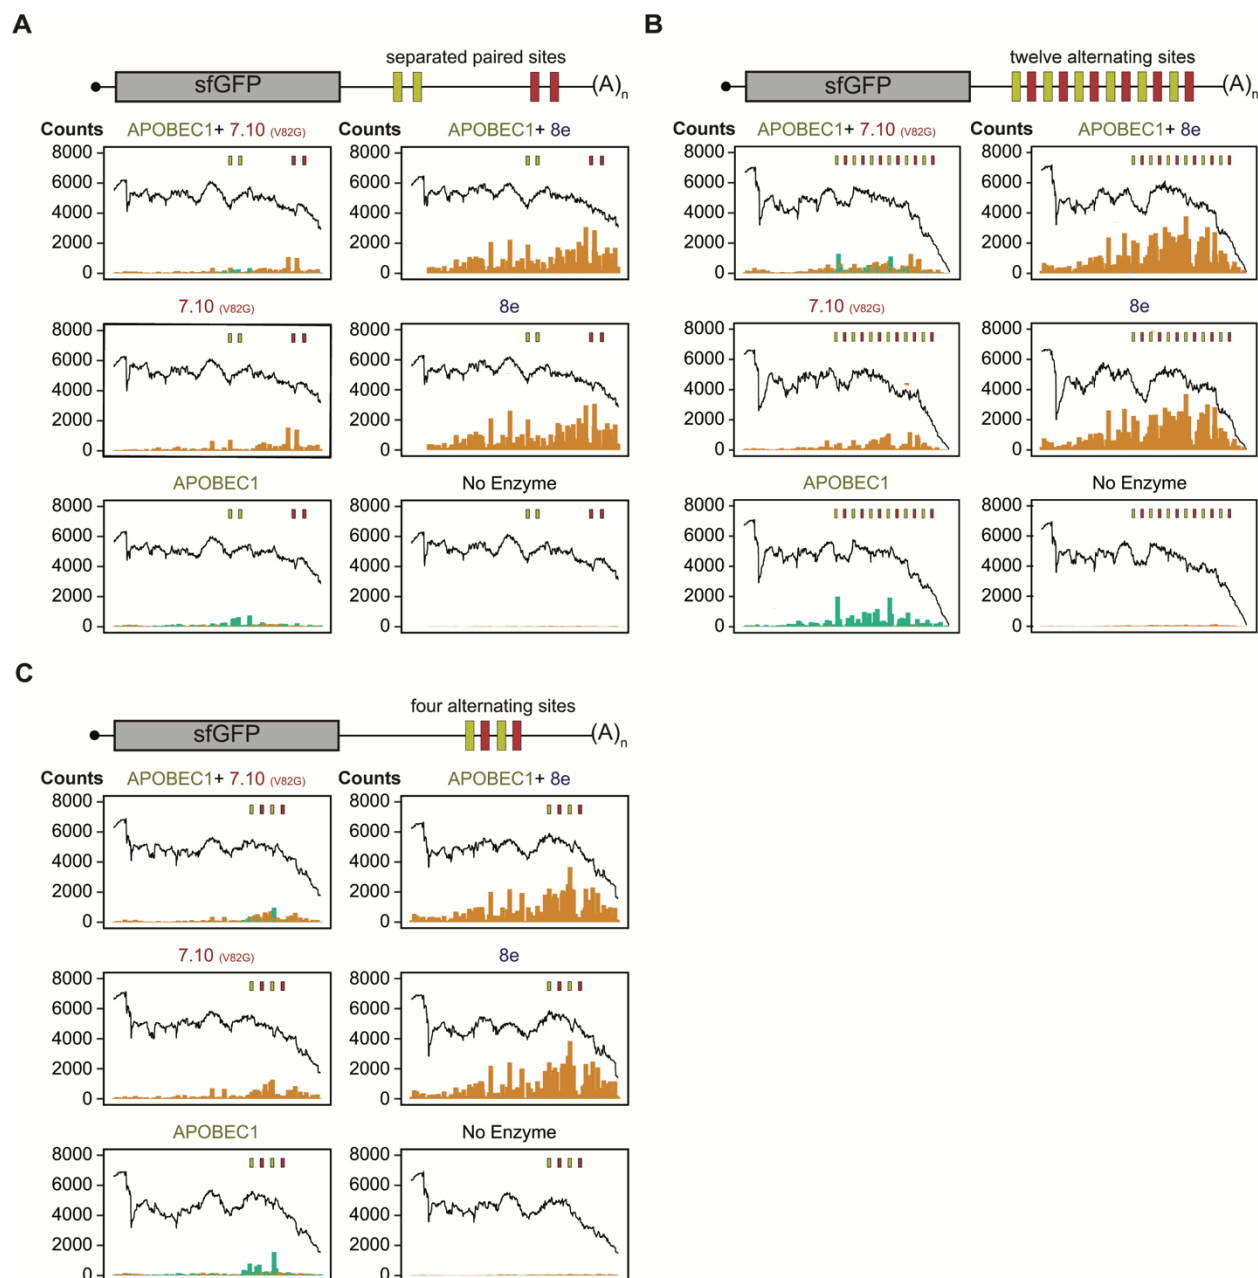 A
separated paired sites
sfGFP
(A)n
Counts
APOBEC1+ 7.10 (V82G)
8000
6000
4000
2000
0
Counts
APOBEC1+ 8e
8000
6000
4000
2000
0
7.10 (V82G)
8000
6000
4000
2000
0
8e
8000
6000
4000
2000
0
APOBEC1
8000
6000
4000
2000
0
No Enzyme
8000
6000
4000
2000
0
B
twelve alternating sites
sfGFP
(A)n
Counts
APOBEC1+ 7.10 (V82G)
8000
6000
4000
2000
0
Counts
APOBEC1+ 8e
8000
6000
4000
2000
0
7.10 (V82G)
8000
6000
4000
2000
0
8e
8000
6000
4000
2000
0
APOBEC1
8000
6000
4000
2000
0
No Enzyme
8000
6000
4000
2000
0
C
four alternating sites
sfGFP
(A)n
Counts
APOBEC1+ 7.10 (V82G)
8000
6000
4000
2000
0
Counts
APOBEC1+ 8e
8000
6000
4000
2000
0
7.10 (V82G)
8000
6000
4000
2000
0
8e
8000
6000
4000
2000
0
APOBEC1
8000
6000
4000
2000
0
No Enzyme
8000
6000
4000
2000
0